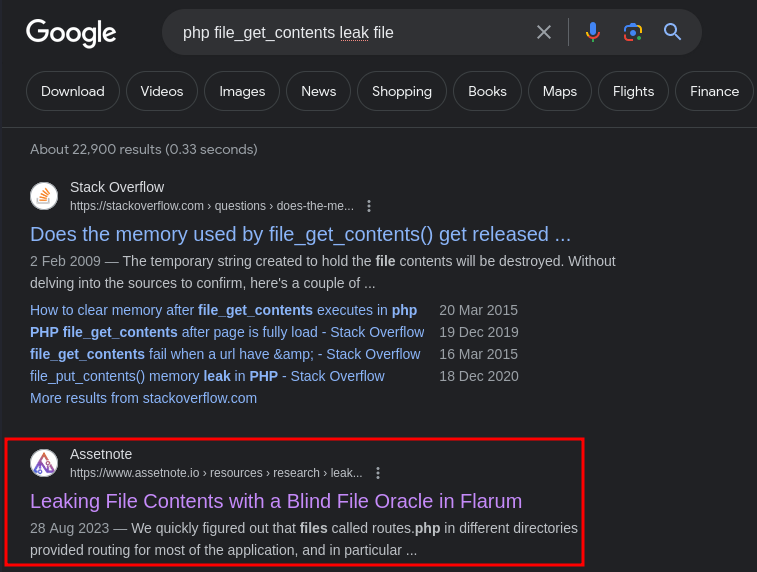 Google
php file_get_contents leak file
Download Videos Images News Shopping Books Maps Flights Finance
About 22,900 results (0.33 seconds)
Stack Overflow
https://stackoverflow.com › questions › does-the-me...
Does the memory used by file_get_contents() get released ...
2 Feb 2009 — The temporary string created to hold the file contents will be destroyed. Without
delving into the sources to confirm, here's a couple of ...
How to clear memory after file_get_contents executes in php 20 Mar 2015
PHP file_get_contents after page is fully load - Stack Overflow 19 Dec 2019
file_get_contents fail when a url have &amp; - Stack Overflow 16 Mar 2015
file_put_contents() memory leak in PHP - Stack Overflow 18 Dec 2020
More results from stackoverflow.com
Assetnote
https://www.assetnote.io › resources › research › leak...
Leaking File Contents with a Blind File Oracle in Flarum
28 Aug 2023 — We quickly figured out that files called routes.php in different directories
provided routing for most of the application, and in particular ...